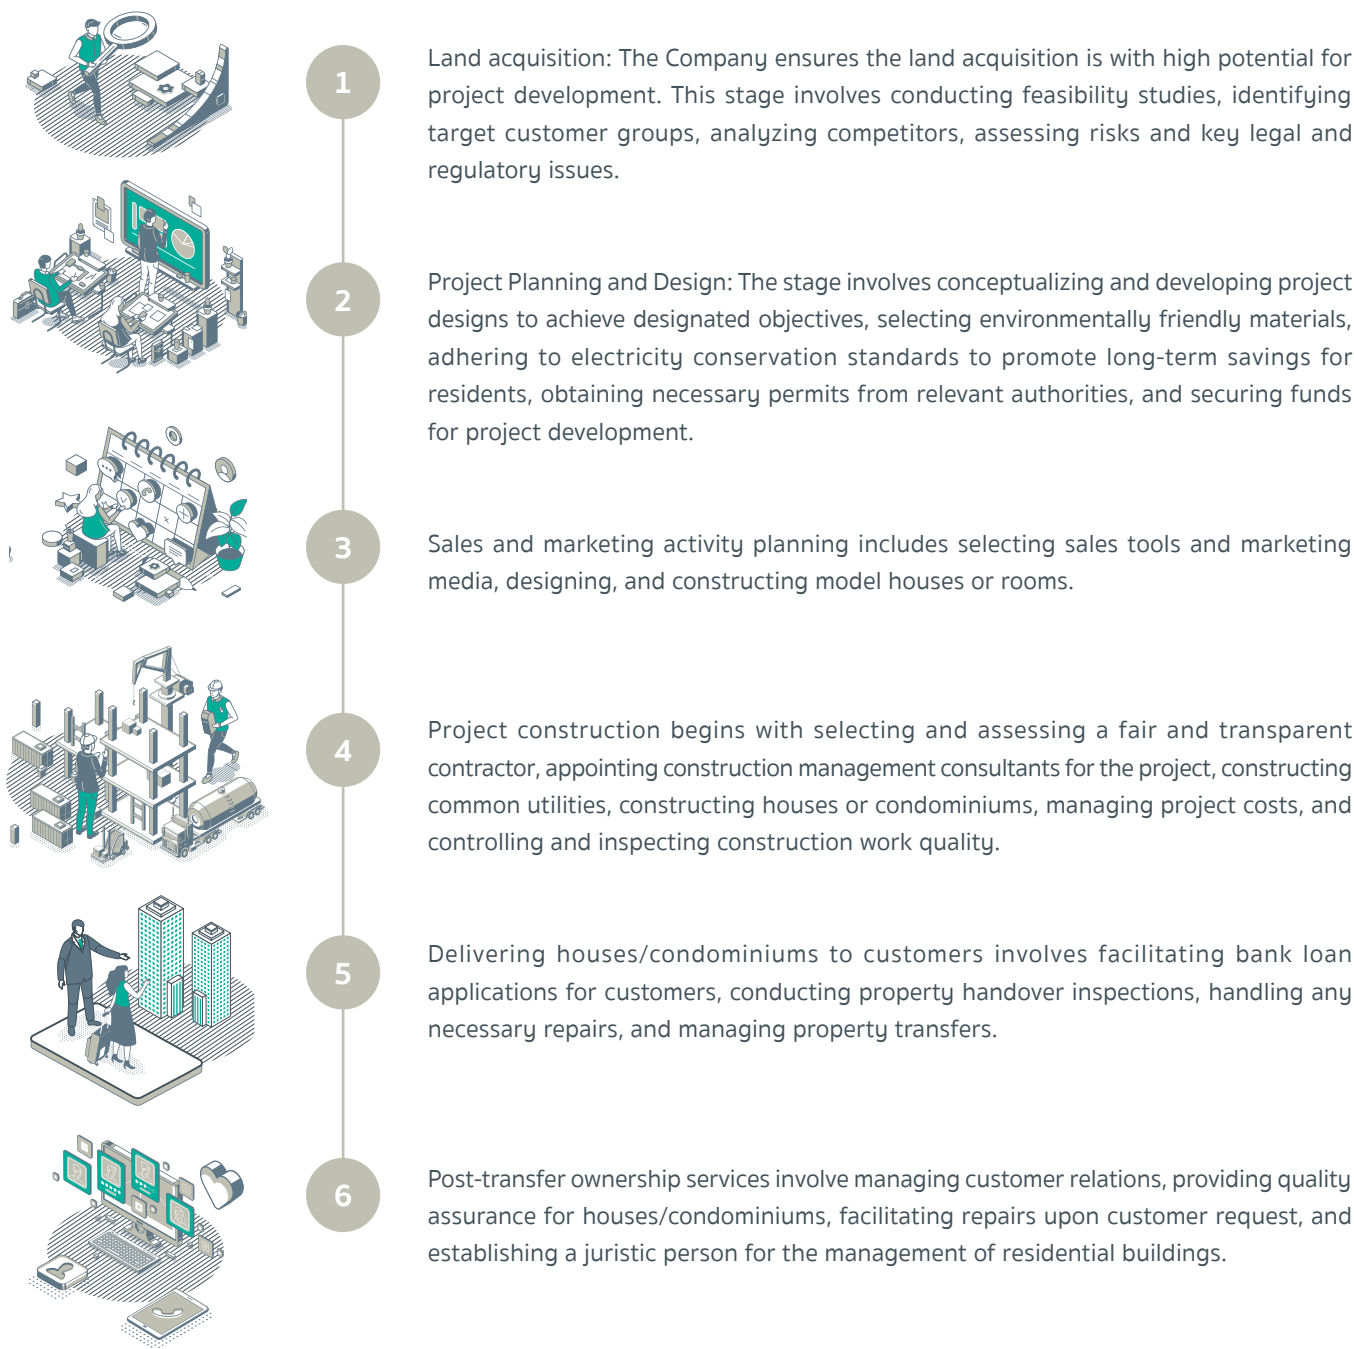 1
Land acquisition: The Company ensures the land acquisition is with high potential for
project development. This stage involves conducting feasibility studies, identifying
target customer groups, analyzing competitors, assessing risks and key legal and
regulatory issues.
2
Project Planning and Design: The stage involves conceptualizing and developing project
designs to achieve designated objectives, selecting environmentally friendly materials,
adhering to electricity conservation standards to promote long-term savings for
residents, obtaining necessary permits from relevant authorities, and securing funds
for project development.
3
Sales and marketing activity planning includes selecting sales tools and marketing
media, designing, and constructing model houses or rooms.
4
Project construction begins with selecting and assessing a fair and transparent
contractor, appointing construction management consultants for the project, constructing
common utilities, constructing houses or condominiums, managing project costs, and
controlling and inspecting construction work quality.
5
Delivering houses/condominiums to customers involves facilitating bank loan
applications for customers, conducting property handover inspections, handling any
necessary repairs, and managing property transfers.
6
Post-transfer ownership services involve managing customer relations, providing quality
assurance for houses/condominiums, facilitating repairs upon customer request, and
establishing a juristic person for the management of residential buildings.